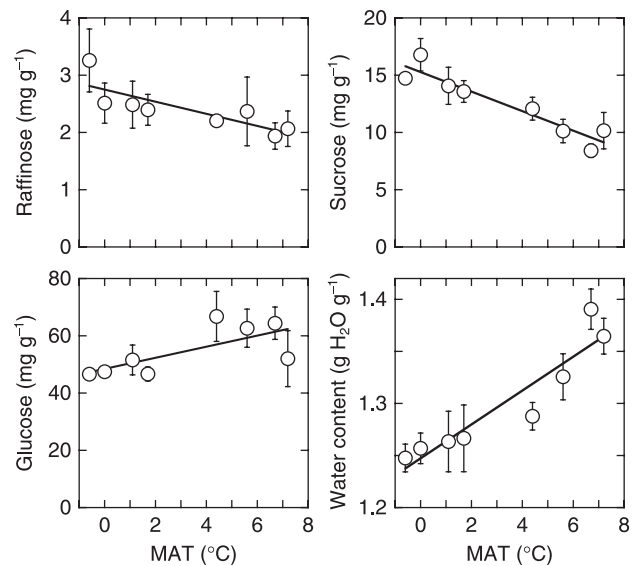 4
3
2
1
0
Raffinose (mg g⁻¹)
20
15
10
5
0
Sucrose (mg g⁻¹)
80
60
40
20
0
Glucose (mg g⁻¹)
0 2 4 6 8
MAT (°C)
1.4
1.3
1.2
Water content (g H₂O g⁻¹)
0 2 4 6 8
MAT (°C)